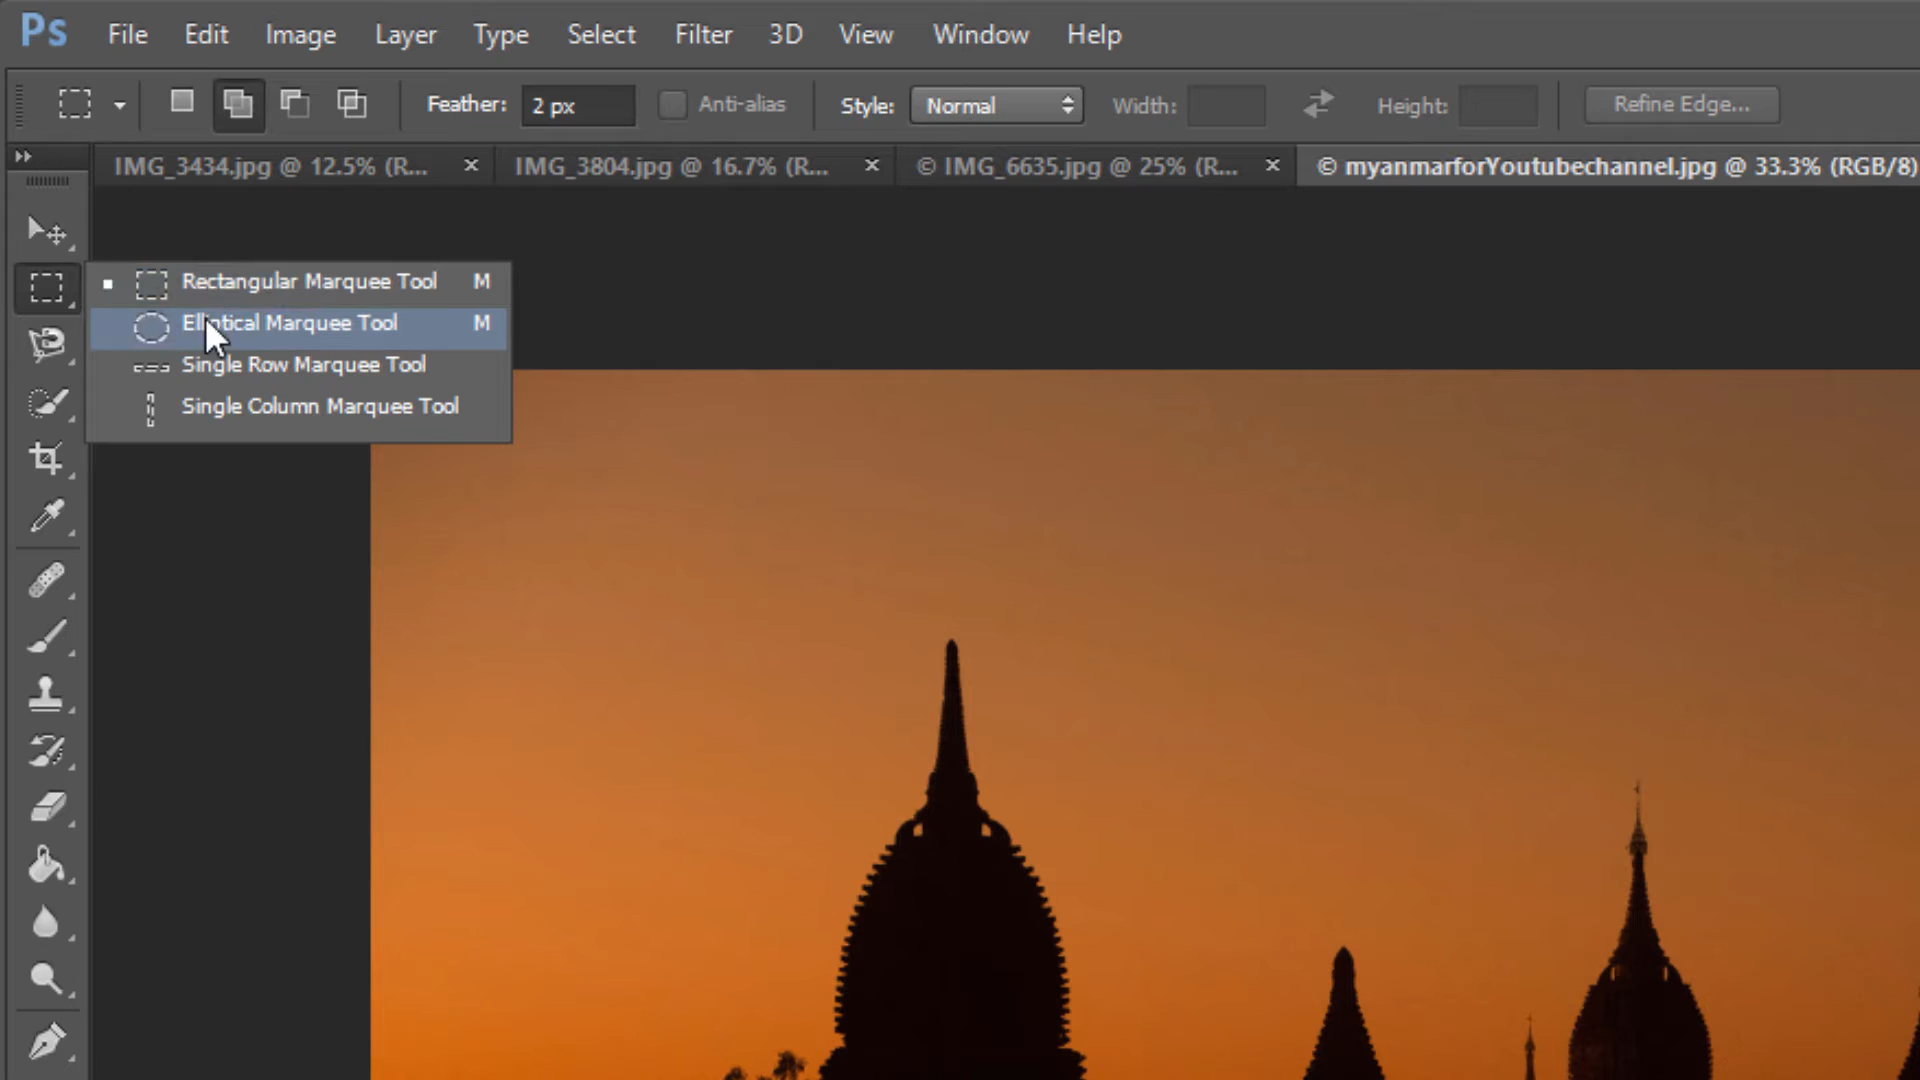 Ps File Edit Image Layer Type Select Filter 3D View Window Help
Feather: 2 px Anti-alias Style: Normal Width: Height: Refine Edge...
IMG_3434.jpg @ 12.5% (R... × IMG_3804.jpg @ 16.7% (R... × © IMG_6635.jpg @ 25% (R... × © myanmarforYoutubechannel.jpg @ 33.3% (RGB/8)
Rectangular Marquee Tool M
Elliptical Marquee Tool M
Single Row Marquee Tool
Single Column Marquee Tool